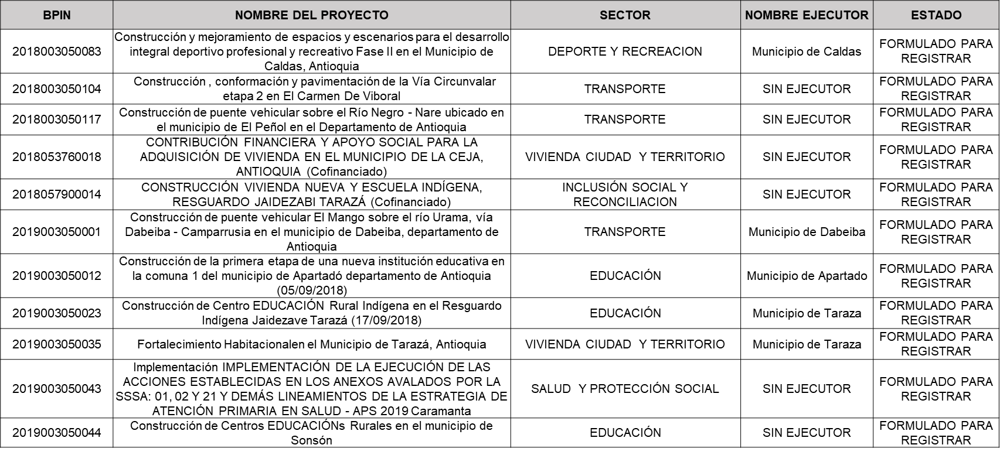 BPIN NOMBRE DEL PROYECTO SECTOR NOMBRE EJECUTOR ESTADO
2018003050083 Construcción y mejoramiento de espacios y escenarios para el desarrollo integral deportivo profesional y recreativo Fase II en el Municipio de Caldas, Antioquia DEPORTE Y RECREACION Municipio de Caldas FORMULADO PARA REGISTRAR
2018003050104 Construcción , conformación y pavimentación de la Vía Circunvalar etapa 2 en El Carmen De Viboral TRANSPORTE SIN EJECUTOR FORMULADO PARA REGISTRAR
2018003050117 Construcción de puente vehicular sobre el Río Negro - Nare ubicado en el municipio de El Peñol en el Departamento de Antioquia TRANSPORTE SIN EJECUTOR FORMULADO PARA REGISTRAR
2018053760018 CONTRIBUCIÓN FINANCIERA Y APOYO SOCIAL PARA LA ADQUISICIÓN DE VIVIENDA EN EL MUNICIPIO DE LA CEJA, ANTIOQUIA (Cofinanciado) VIVIENDA CIUDAD Y TERRITORIO SIN EJECUTOR FORMULADO PARA REGISTRAR
2018057900014 CONSTRUCCIÓN VIVIENDA NUEVA Y ESCUELA INDÍGENA, RESGUARDO JAIDEZABI TARAZÁ (Cofinanciado) INCLUSIÓN SOCIAL Y RECONCILIACION SIN EJECUTOR FORMULADO PARA REGISTRAR
2019003050001 Construcción de puente vehicular El Mango sobre el río Urama, vía Dabeiba - Camparrusia en el municipio de Dabeiba, departamento de Antioquia TRANSPORTE Municipio de Dabeiba FORMULADO PARA REGISTRAR
2019003050012 Construcción de la primera etapa de una nueva institución educativa en la comuna 1 del municipio de Apartadó departamento de Antioquia (05/09/2018) EDUCACIÓN Municipio de Apartado FORMULADO PARA REGISTRAR
2019003050023 Construcción de Centro EDUCACIÓN Rural Indígena en el Resguardo Indígena Jaidezave Tarazá (17/09/2018) EDUCACIÓN Municipio de Taraza FORMULADO PARA REGISTRAR
2019003050035 Fortalecimiento Habitacionalen el Municipio de Tarazá, Antioquia VIVIENDA CIUDAD Y TERRITORIO Municipio de Taraza FORMULADO PARA REGISTRAR
2019003050043 Implementación IMPLEMENTACIÓN DE LA EJECUCIÓN DE LAS ACCIONES ESTABLECIDAS EN LOS ANEXOS AVALADOS POR LA SSSA: 01, 02 Y 21 Y DEMÁS LINEAMIENTOS DE LA ESTRATEGIA DE ATENCIÓN PRIMARIA EN SALUD - APS 2019 Caramanta SALUD Y PROTECCIÓN SOCIAL SIN EJECUTOR FORMULADO PARA REGISTRAR
2019003050044 Construcción de Centros EDUCACIÓNs Rurales en el municipio de Sonsón EDUCACIÓN SIN EJECUTOR FORMULADO PARA REGISTRAR